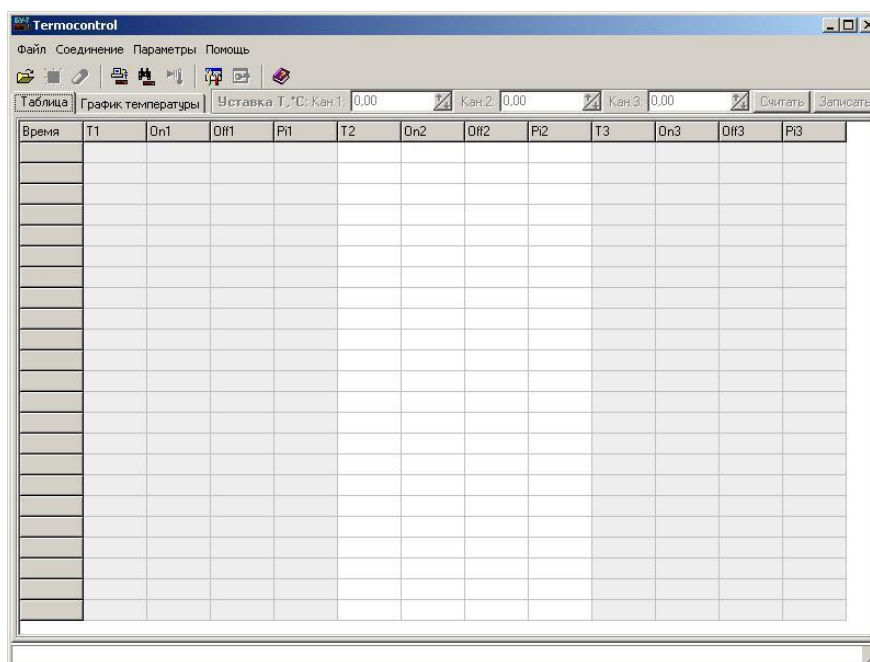 Termocontrol
Файл Соединение Параметры Помощь
Таблица График температуры Уставка Т,°С: Кан.1: 0,00 Кан.2: 0,00 Кан.3: 0,00 Считать Записать
Время T1 On1 Off1 Pi1 T2 On2 Off2 Pi2 T3 On3 Off3 Pi3